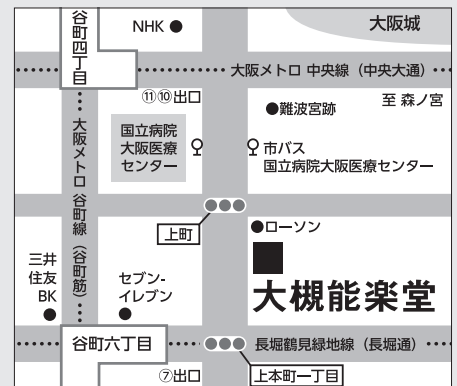 谷町四丁目
NHK
大阪城
大阪メトロ 中央線（中央大通）
⑪⑩出口
至 森ノ宮
難波宮跡
国立病院
大阪医療
センター
市バス
国立病院大阪医療センター
大阪メトロ 谷町線（谷町筋）
上町
ローソン
三井
住友
BK
セブン-
イレブン
大槻能楽堂
谷町六丁目
長堀鶴見緑地線（長堀通）
⑦出口
上本町一丁目